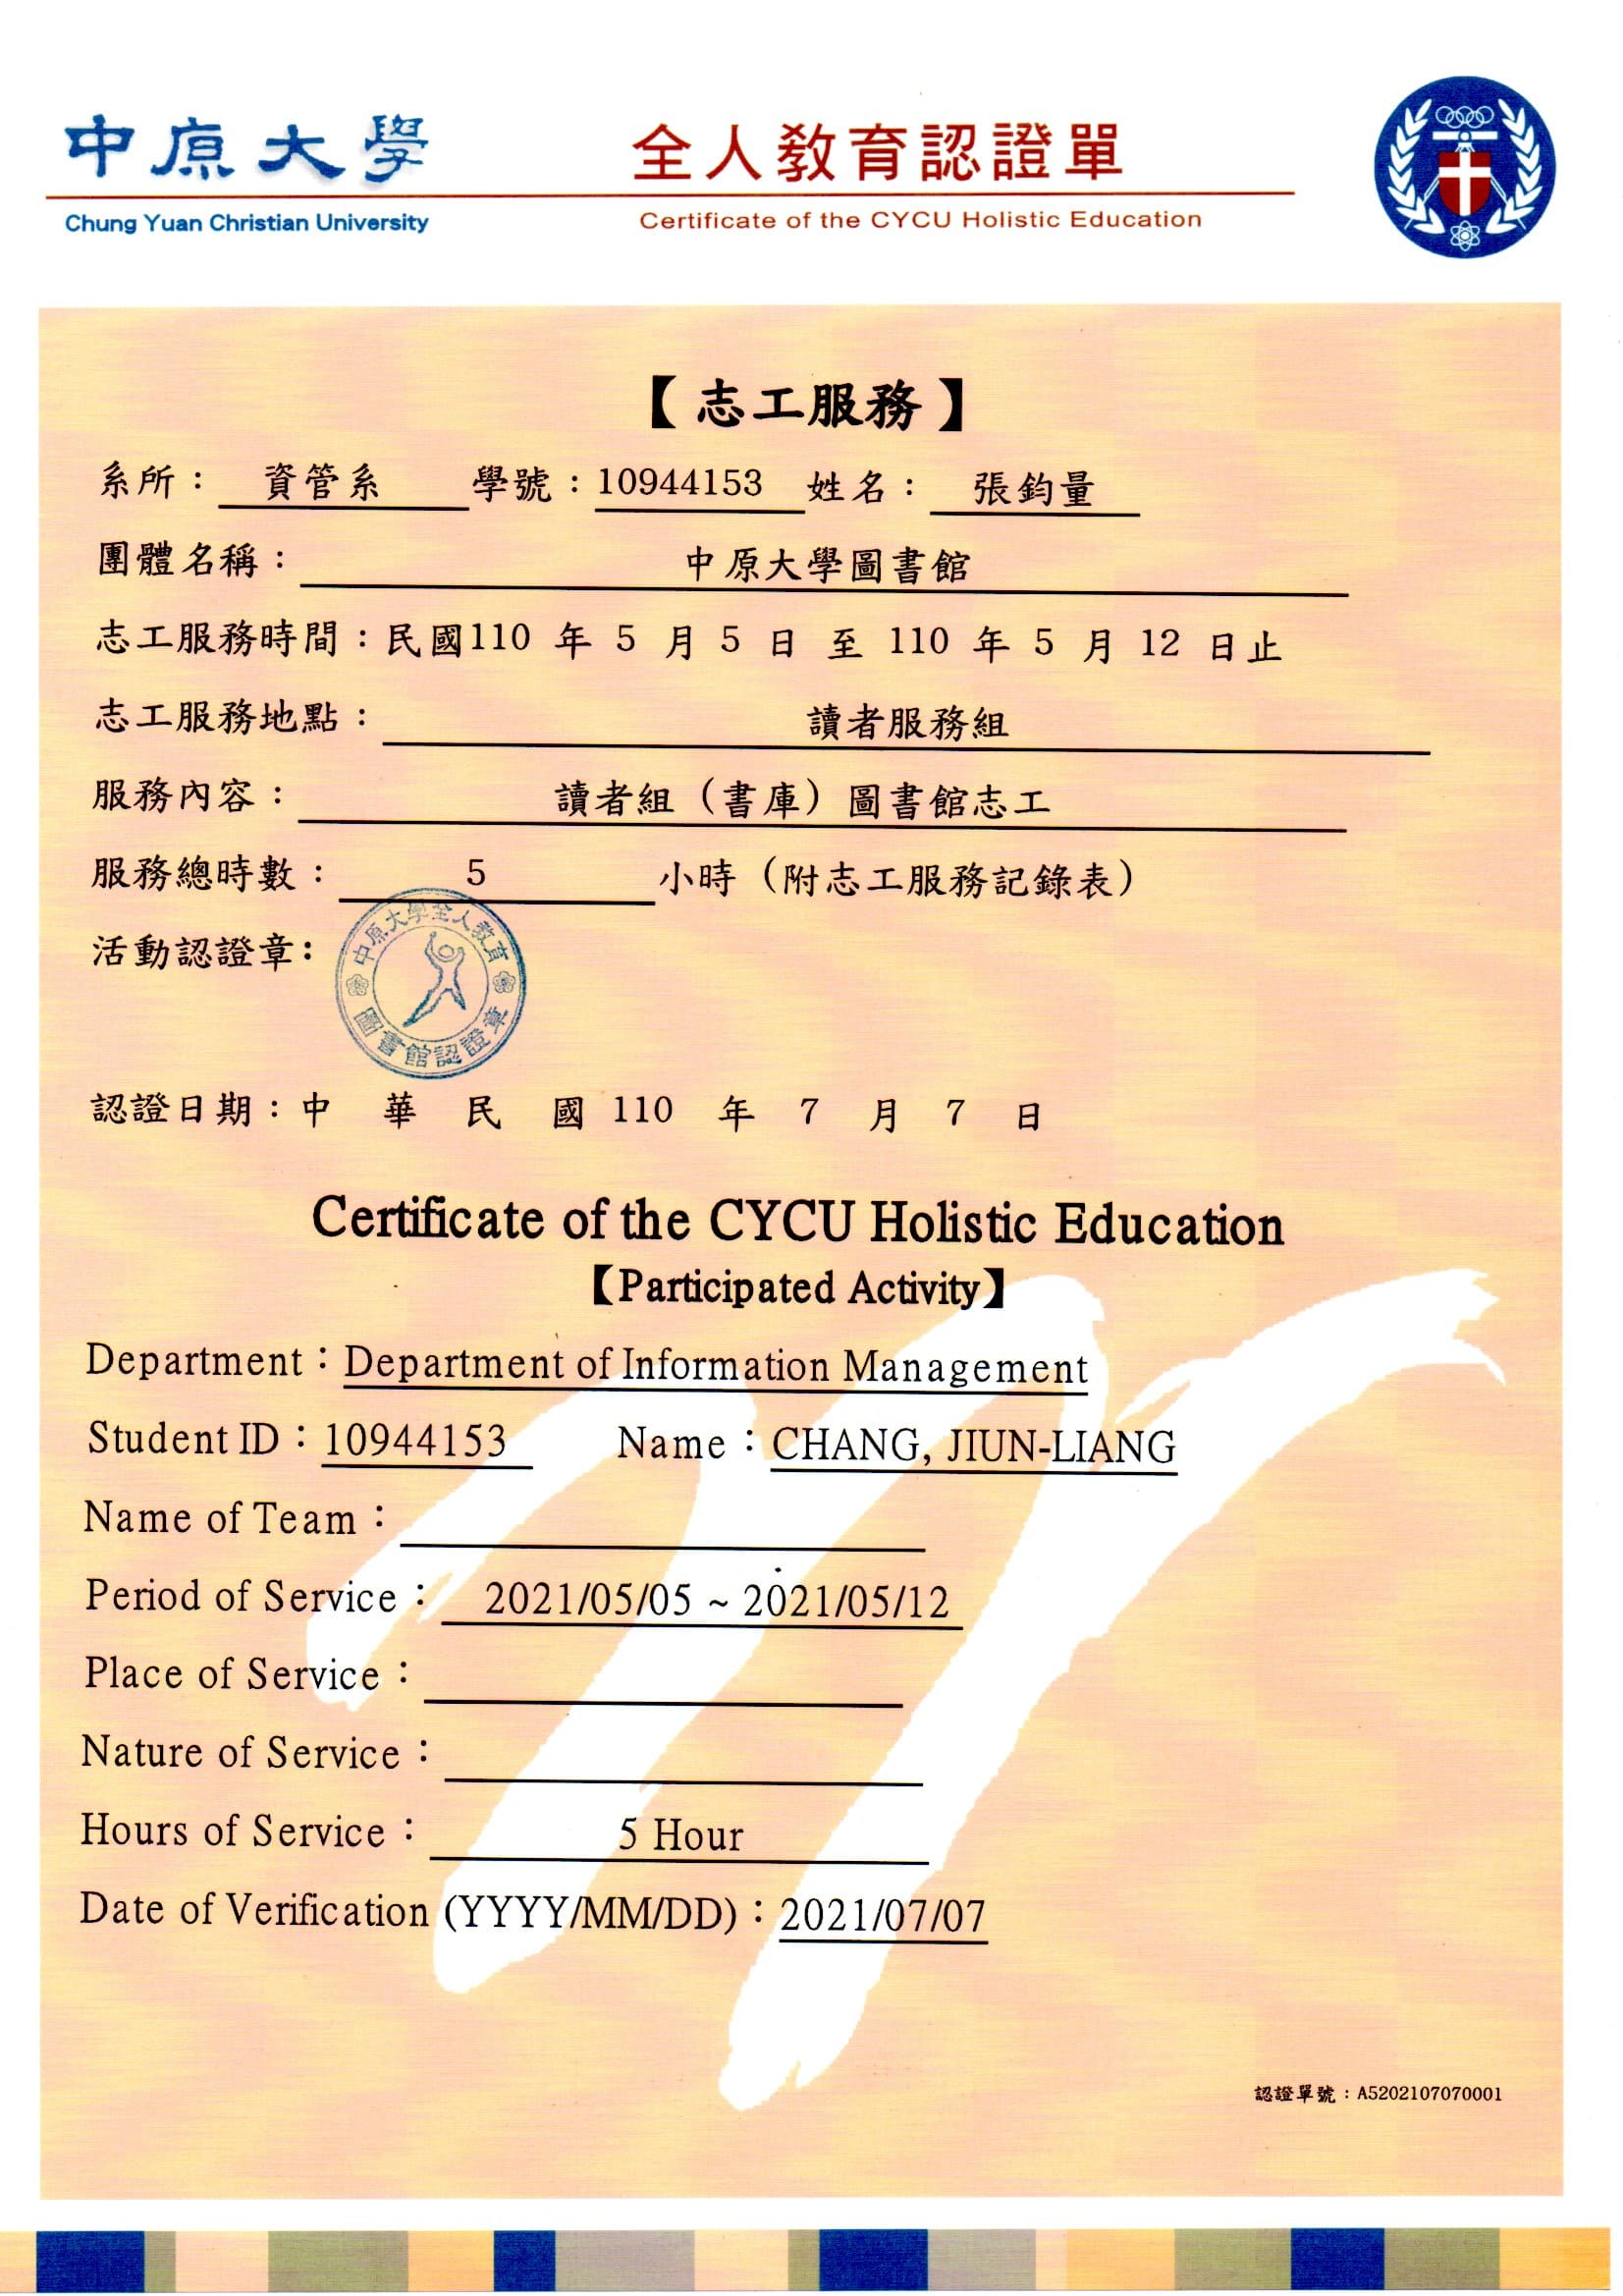 中原大學
Chung Yuan Christian University
全人教育認證單
Certificate of the CYCU Holistic Education
【志工服務】
系所：資管系 學號：10944153 姓名：張鈞量
團體名稱：中原大學圖書館
志工服務時間：民國110 年 5 月 5 日 至 110 年 5 月 12 日止
志工服務地點：讀者服務組
服務內容：讀者組（書庫）圖書館志工
服務總時數：5 小時（附志工服務記錄表）
活動認證章：
中原大學全人教育
圖書館認證章
認證日期：中 華 民 國 110 年 7 月 7 日
Certificate of the CYCU Holistic Education
【Participated Activity】
Department：Department of Information Management
Student ID：10944153 Name：CHANG, JIUN-LIANG
Name of Team：
Period of Service：2021/05/05 ~ 2021/05/12
Place of Service：
Nature of Service：
Hours of Service：5 Hour
Date of Verification (YYYY/MM/DD)：2021/07/07
認證單號：A5202107070001